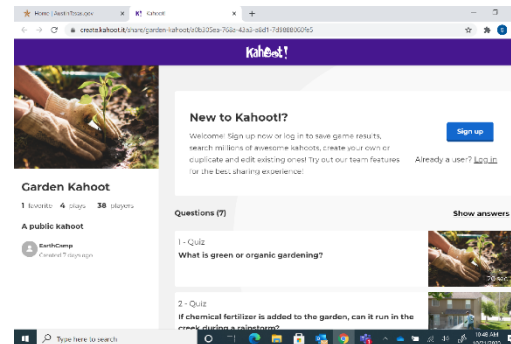 Home | AustinTexas.gov
Kahoot
create.kahoot.it/share/garden-kahoot/
Kahoot!
New to Kahoot!?
Welcome! Sign up now or log in to save game results,
search millions of awesome kahoots, create your own or
duplicate and edit existing ones! Try out our team features
for the best sharing experience!
Sign up
Already a user? Log in
Garden Kahoot
1 favorite 4 plays 38 players
A public kahoot
EarthCamp
Created 7 days ago
Questions (7)
Show answers
1 - Quiz
What is green or organic gardening?
20 sec
2 - Quiz
If chemical fertilizer is added to the garden, can it run in the
creek during a rainstorm?
Type here to search
10:48 AM